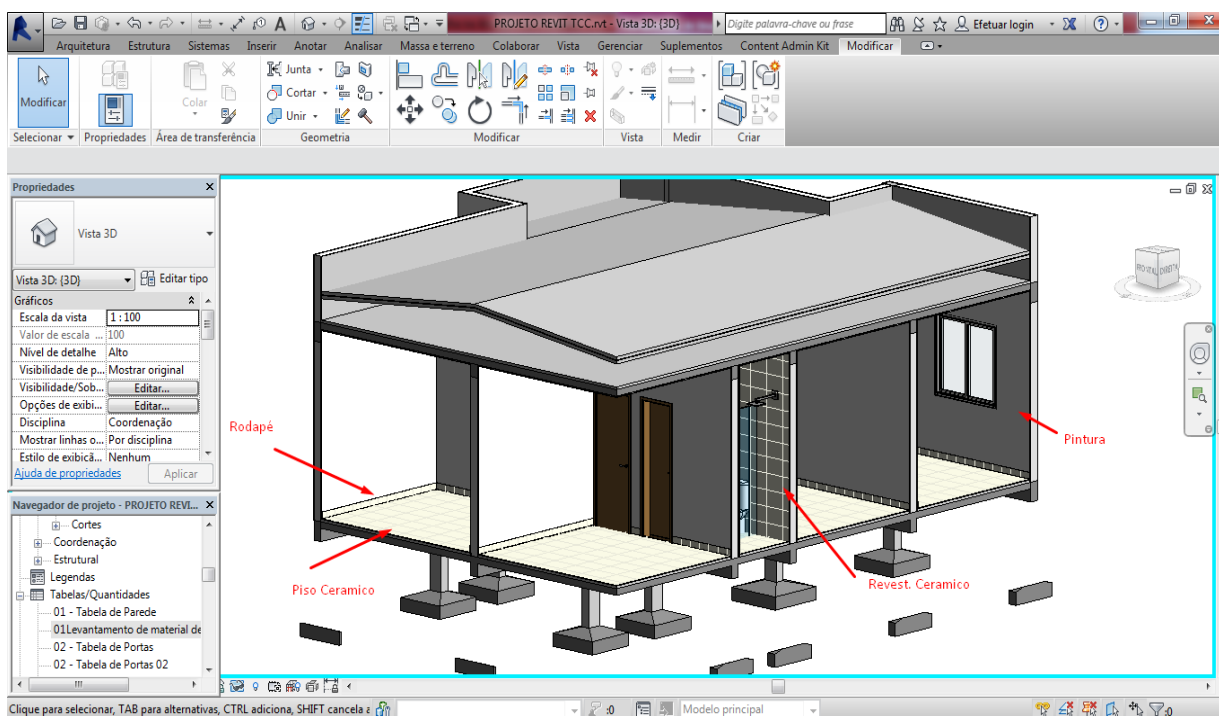 PROJETO REVIT TCC.rvt - Vista 3D: {3D}
Digite palavra-chave ou frase
Efetuar login
Arquitetura Estrutura Sistemas Inserir Anotar Analisar Massa e terreno Colaborar Vista Gerenciar Suplementos Content Admin Kit Modificar
Modificar
Colar
Junta
Cortar
Unir
Selecionar Propriedades Área de transferência Geometria Modificar Vista Medir Criar
Propriedades
Vista 3D
Vista 3D: {3D} Editar tipo
Gráficos
Escala da vista 1 : 100
Valor de escala ... 100
Nível de detalhe Alto
Visibilidade de p... Mostrar original
Visibilidade/Sob... Editar...
Opções de exibi... Editar...
Disciplina Coordenação
Mostrar linhas o... Por disciplina
Estilo de exibicã... Nenhum
Ajuda de propriedades Aplicar
Navegador de projeto - PROJETO REVI...
Cortes
Coordenação
Estrutural
Legendas
Tabelas/Quantidades
01 - Tabela de Parede
01Levantamento de material de
02 - Tabela de Portas
02 - Tabela de Portas 02
Rodapé
Piso Ceramico
Revest. Ceramico
Pintura
Clique para selecionar, TAB para alternativas, CTRL adiciona, SHIFT cancela a
:0
Modelo principal
:0